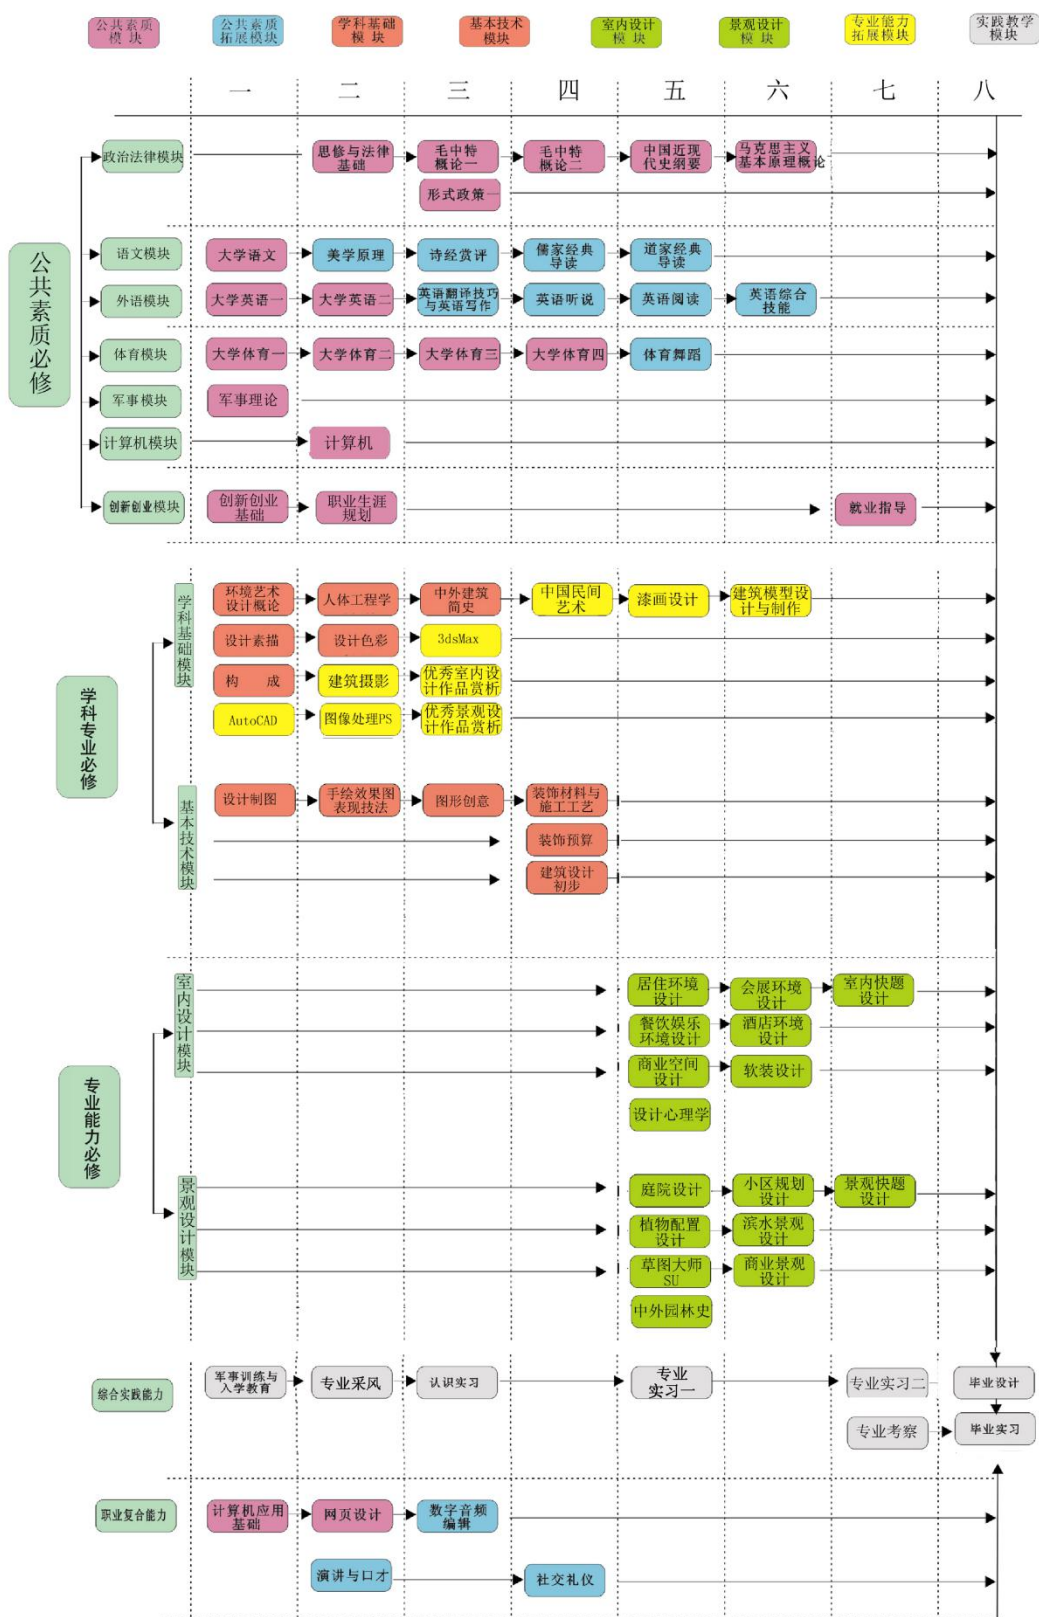 公共素质
模 块
公共素质
拓展模块
学科基础
模 块
基本技术
模块
室内设计
模 块
景观设计
模 块
专业能力
拓展模块
实践教学
模块
一 二 三 四 五 六 七 八
公共素质必修
政治法律模块
思修与法律
基础
毛中特
概论一
毛中特
概论二
中国近现
代史纲要
马克思主义
基本原理概论
形式政策一
语文模块
大学语文
美学原理
诗经赏评
儒家经典
导读
道家经典
导读
外语模块
大学英语一
大学英语二
英语翻译技巧
与英语写作
英语听说
英语阅读
英语综合
技能
体育模块
大学体育一
大学体育二
大学体育三
大学体育四
体育舞蹈
军事模块
军事理论
计算机模块
计算机
创新创业模块
创新创业
基础
职业生涯
规划
就业指导
学科专业必修
学科基础模块
环境艺术
设计概论
人体工程学
中外建筑
简史
中国民间
艺术
漆画设计
建筑模型设
计与制作
设计素描
设计色彩
3dsMax
构 成
建筑摄影
优秀室内设
计作品赏析
AutoCAD
图像处理PS
优秀景观设
计作品赏析
基本技术模块
设计制图
手绘效果图
表现技法
图形创意
装饰材料与
施工工艺
装饰预算
建筑设计
初步
专业能力必修
室内设计模块
居住环境
设计
会展环境
设计
室内快题
设计
餐饮娱乐
环境设计
酒店环境
设计
商业空间
设计
软装设计
设计心理学
景观设计模块
庭院设计
小区规划
设计
景观快题
设计
植物配置
设计
滨水景观
设计
草图大师
SU
商业景观
设计
中外园林史
综合实践能力
军事训练与
入学教育
专业采风
认识实习
专业
实习一
专业实习二
毕业设计
专业考察
毕业实习
职业复合能力
计算机应用
基础
网页设计
数字音频
编辑
演讲与口才
社交礼仪